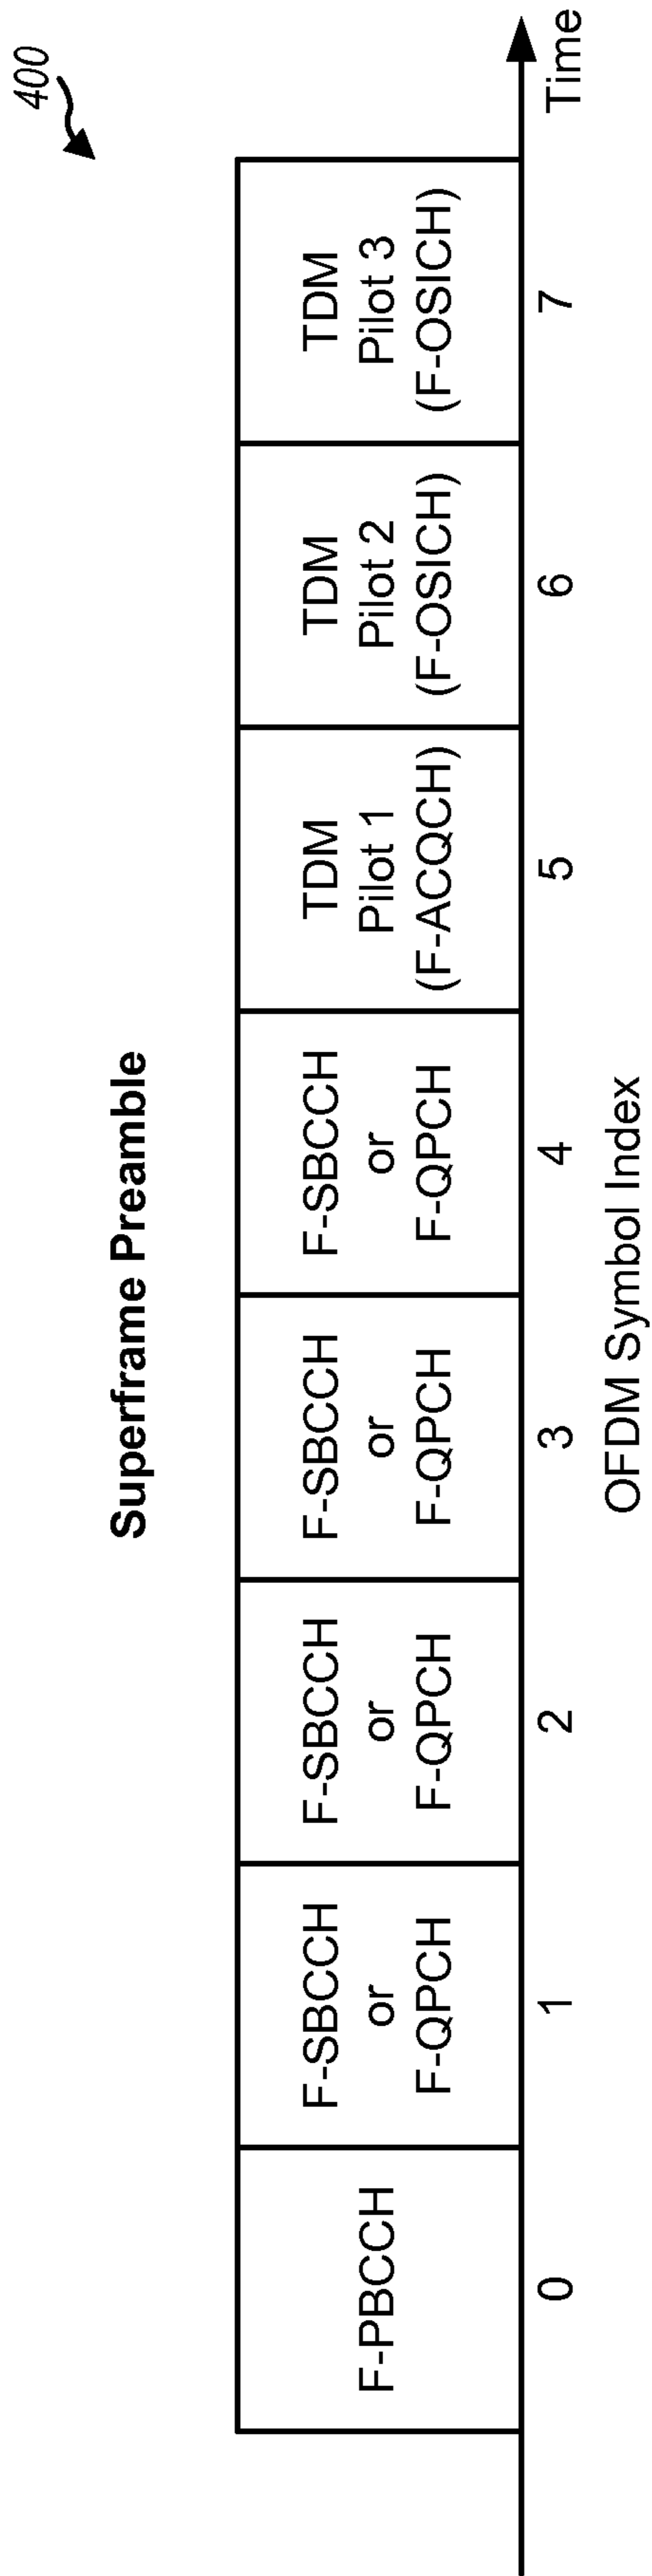 400
Superframe Preamble
F-PBCCH
F-SBCCH
or
F-QPCH
F-SBCCH
or
F-QPCH
F-SBCCH
or
F-QPCH
F-SBCCH
or
F-QPCH
TDM
Pilot 1
(F-ACQCH)
TDM
Pilot 2
(F-OSICH)
TDM
Pilot 3
(F-OSICH)
0
1
2
3
4
5
6
7
Time
OFDM Symbol Index